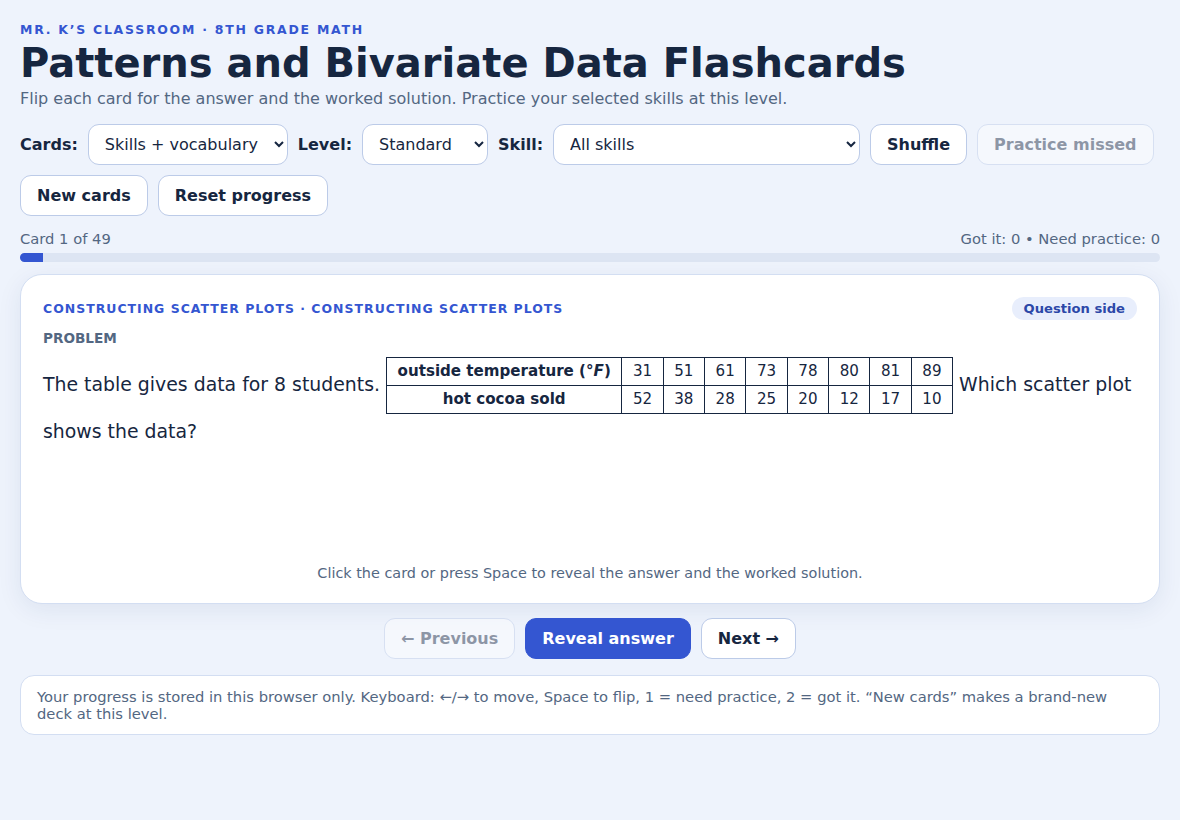 MR. K’S CLASSROOM · 8TH GRADE MATH
Patterns and Bivariate Data Flashcards
Flip each card for the answer and the worked solution. Practice your selected skills at this level.
Cards: Skills + vocabulary Level: Standard Skill: All skills Shuffle Practice missed
New cards Reset progress
Card 1 of 49 Got it: 0 • Need practice: 0
CONSTRUCTING SCATTER PLOTS · CONSTRUCTING SCATTER PLOTS Question side
PROBLEM
outside temperature (°F) 31 51 61 73 78 80 81 89
The table gives data for 8 students. Which scatter plot
hot cocoa sold 52 38 28 25 20 12 17 10
shows the data?
Click the card or press Space to reveal the answer and the worked solution.
← Previous Reveal answer Next →
Your progress is stored in this browser only. Keyboard: ←/→ to move, Space to flip, 1 = need practice, 2 = got it. “New cards” makes a brand-new
deck at this level.